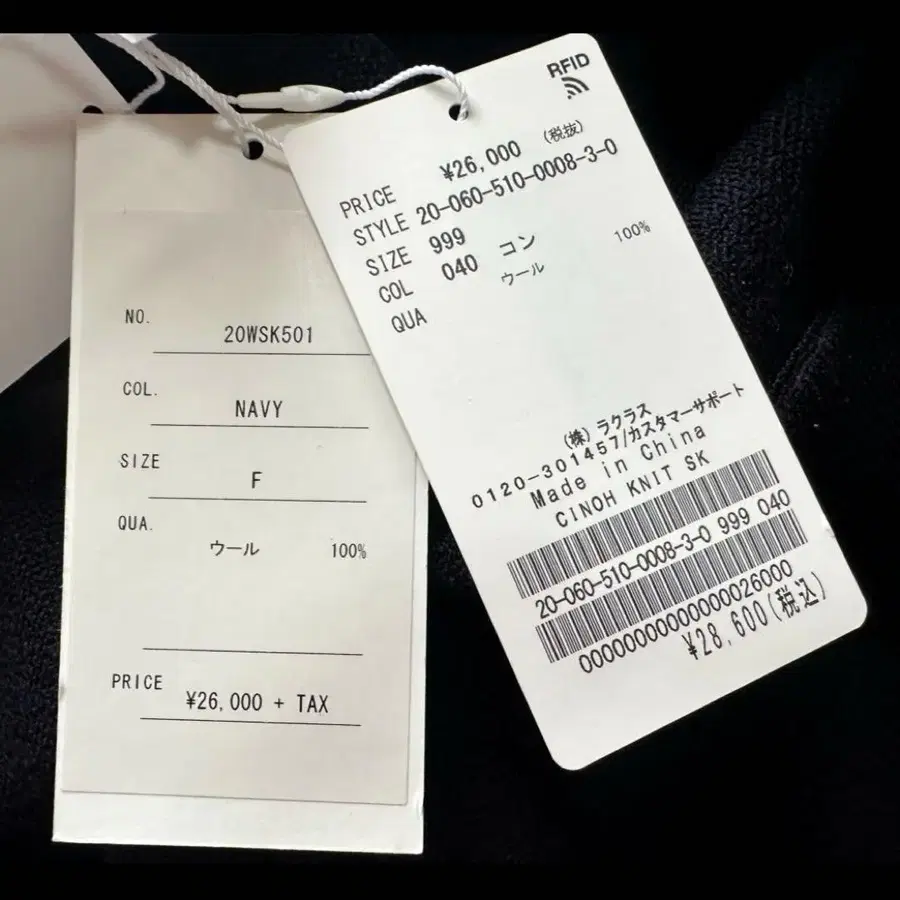 NO. 20WSK501
COL. NAVY
SIZE F
QUA.
ウール 100%
PRICE ¥26,000 + TAX
RFID
PRICE ¥26,000 (税抜)
STYLE 20-060-510-0008-3-0
SIZE 999
COL 040 コン
QUA ウール 100%
(株) ラクラス
0120-301457/カスタマーサポート
Made in China
CINOH KNIT SK
20-060-510-0008-3-0 999 040
0000000000000026000
¥28,600(税込)